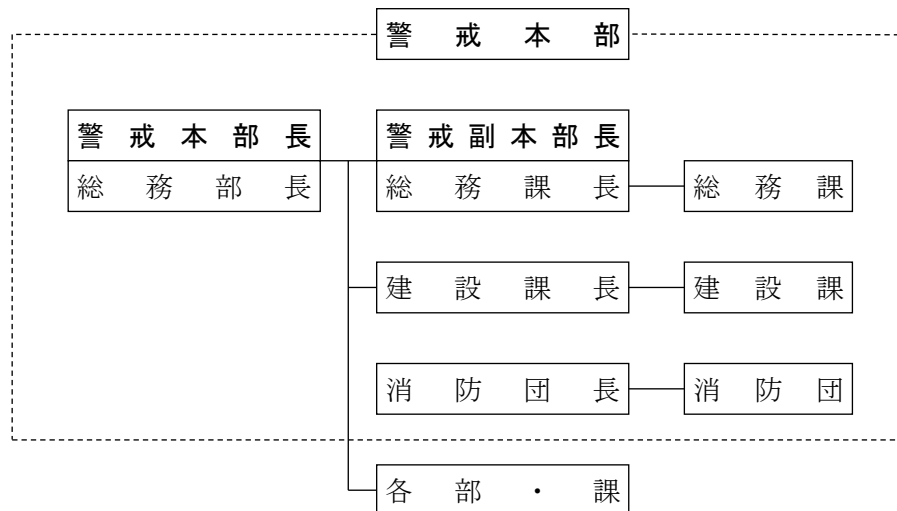 警戒本部
警戒本部長 警戒副本部長
総務部長 総務課長 総務課
建設課長 建設課
消防団長 消防団
各部・課